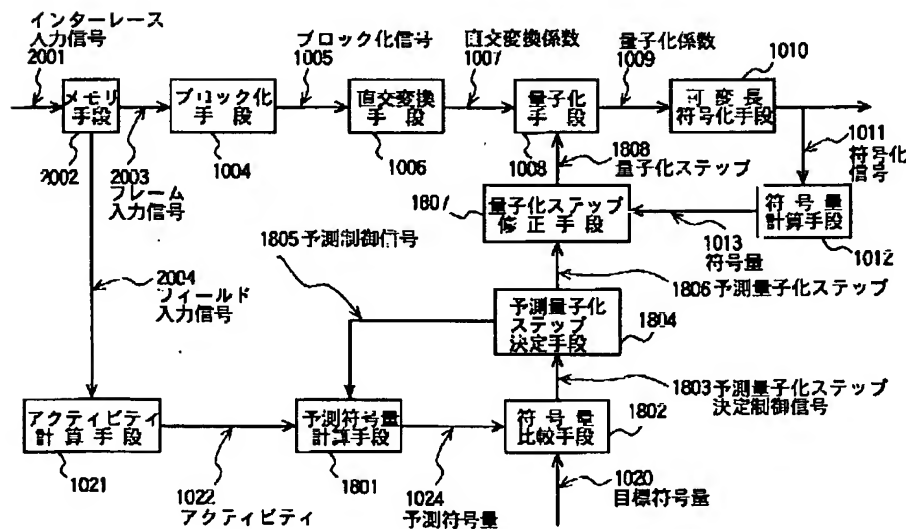 インターレース
入力信号
2001
ブロック化信号
1005
直交変換係数
1007
量子化係数
1009
1010
メモリ
手段
ブロック化
手段
直交変換
手段
量子化
手段
可変長
符号化手段
2002
2003
フレーム
入力信号
1004
1006
1008
1808
量子化ステップ
1011
符号化
信号
1807
量子化ステップ
修正手段
符号量
計算手段
1805予測制御信号
1013
符号量
1012
2004
フィールド
入力信号
1806予測量子化ステップ
予測量子化
ステップ
決定手段
1804
1803予測量子化ステップ
決定制御信号
アクティビティ
計算手段
予測符号量
計算手段
符号量
比較手段
1802
1021
1022
アクティビティ
1801
1024
予測符号量
1020
目標符号量